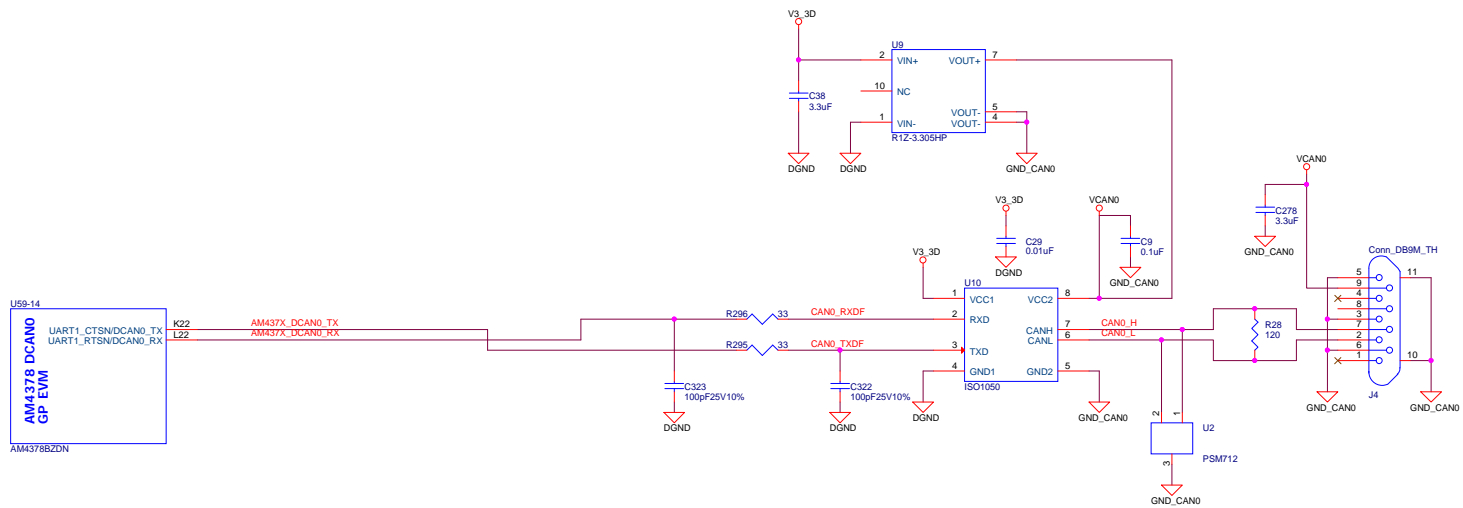 V3_3D
U9
2
VIN+
VOUT+
7
10
NC
C38
3.3uF
VOUT-
5
1
VIN-
VOUT-
4
R1Z-3.305HP
DGND
DGND
GND_CAN0
VCAN0
V3_3D
VCAN0
C278
3.3uF
C29
0.01uF
C9
0.1uF
V3_3D
DGND
GND_CAN0
GND_CAN0
Conn_DB9M_TH
U10
5
11
9
4
8
3
7
2
6
1
10
J4
1
VCC1
VCC2
8
2
RXD
CANH
7
CAN0_H
3
TXD
CANL
6
CAN0_L
4
GND1
GND2
5
ISO1050
U59-14
UART1_CTSN/DCAN0_TX
K22
AM437X_DCAN0_TX
UART1_RTSN/DCAN0_RX
L22
AM437X_DCAN0_RX
AM4378 DCAN0
GP EVM
AM4378BZDN
R296
33
CAN0_RXDF
R295
33
CAN0_TXDF
R28
120
C323
100pF25V10%
C322
100pF25V10%
DGND
DGND
DGND
GND_CAN0
GND_CAN0
GND_CAN0
2
1
U2
PSM712
3
GND_CAN0